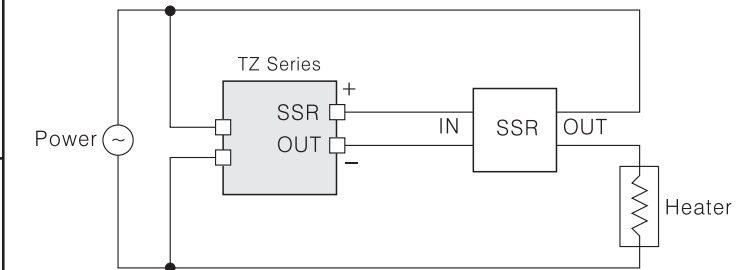 TZ Series
+
SSR
OUT
−
Power
~
IN
SSR
OUT
Heater